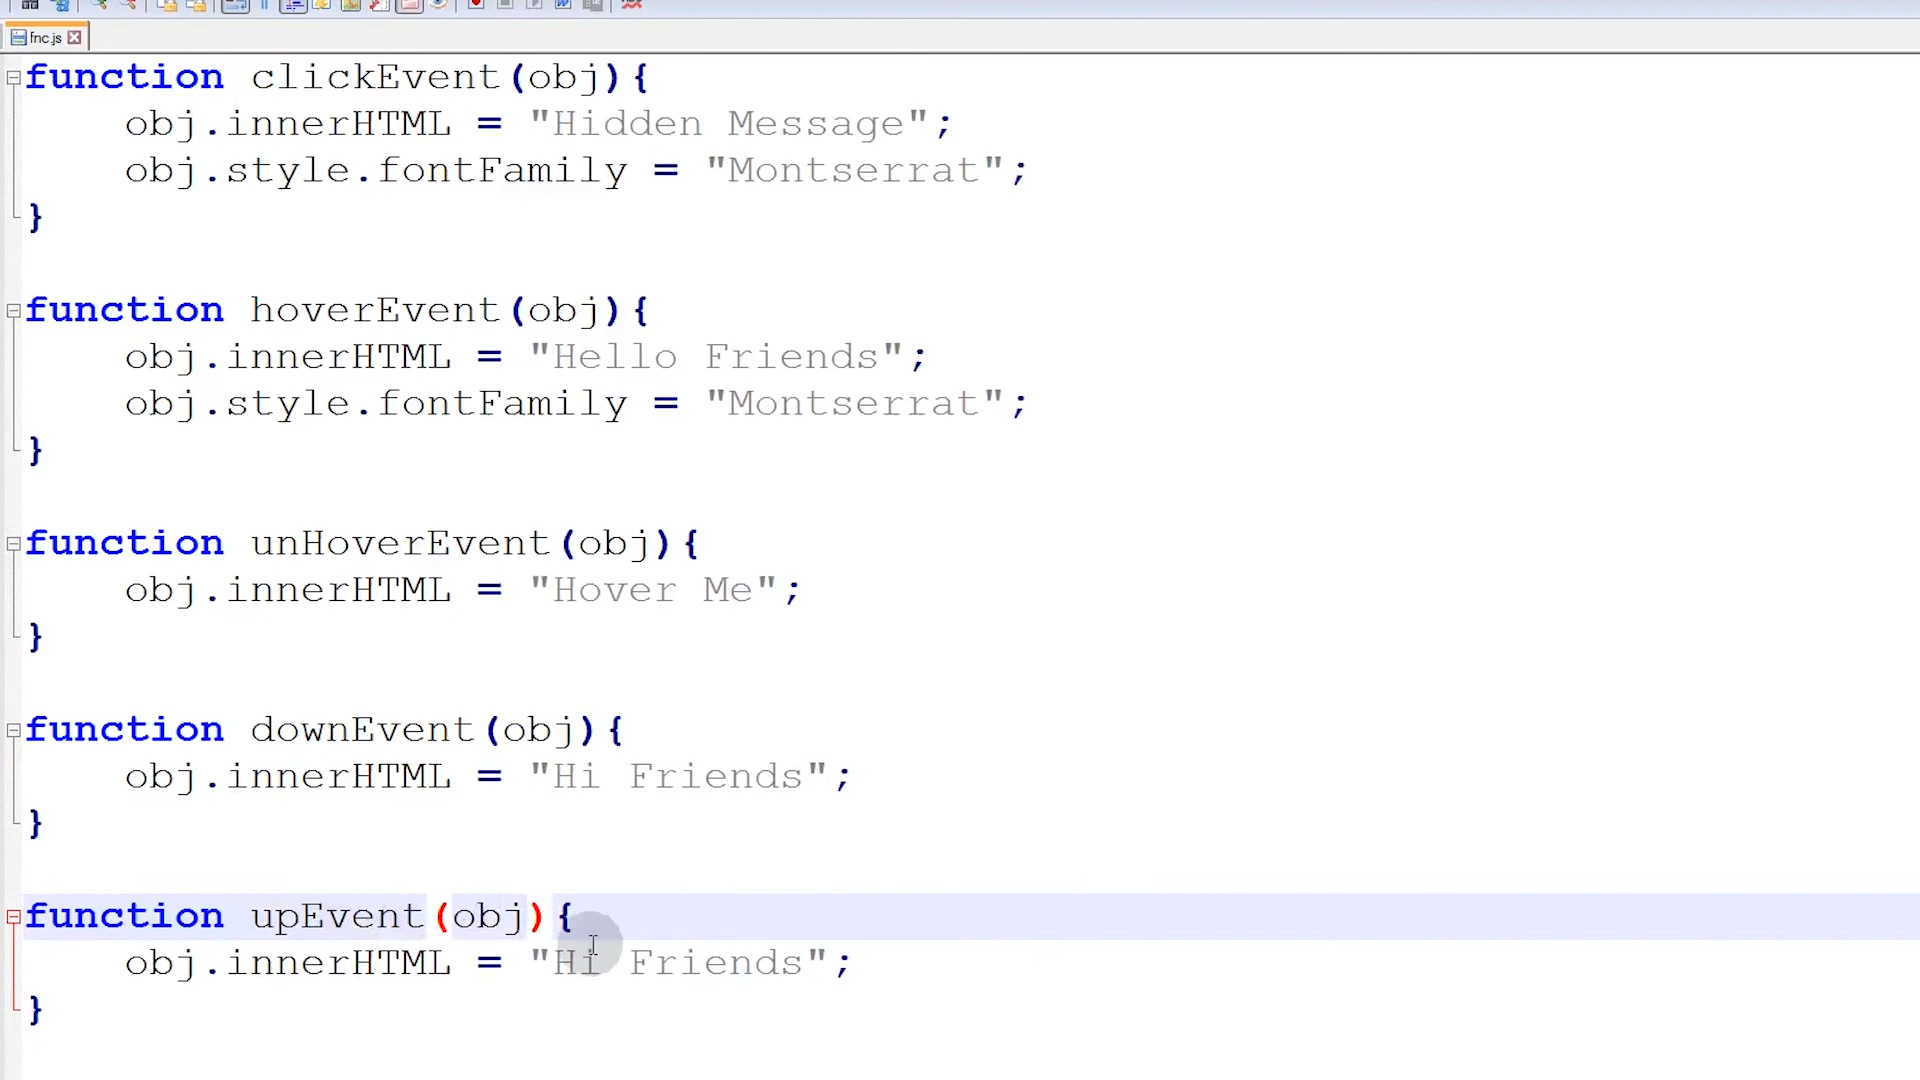 fnc.js
function clickEvent(obj){
    obj.innerHTML = "Hidden Message";
    obj.style.fontFamily = "Montserrat";
}
function hoverEvent(obj){
    obj.innerHTML = "Hello Friends";
    obj.style.fontFamily = "Montserrat";
}
function unHoverEvent(obj){
    obj.innerHTML = "Hover Me";
}
function downEvent(obj){
    obj.innerHTML = "Hi Friends";
}
function upEvent(obj){
    obj.innerHTML = "Hi Friends";
}